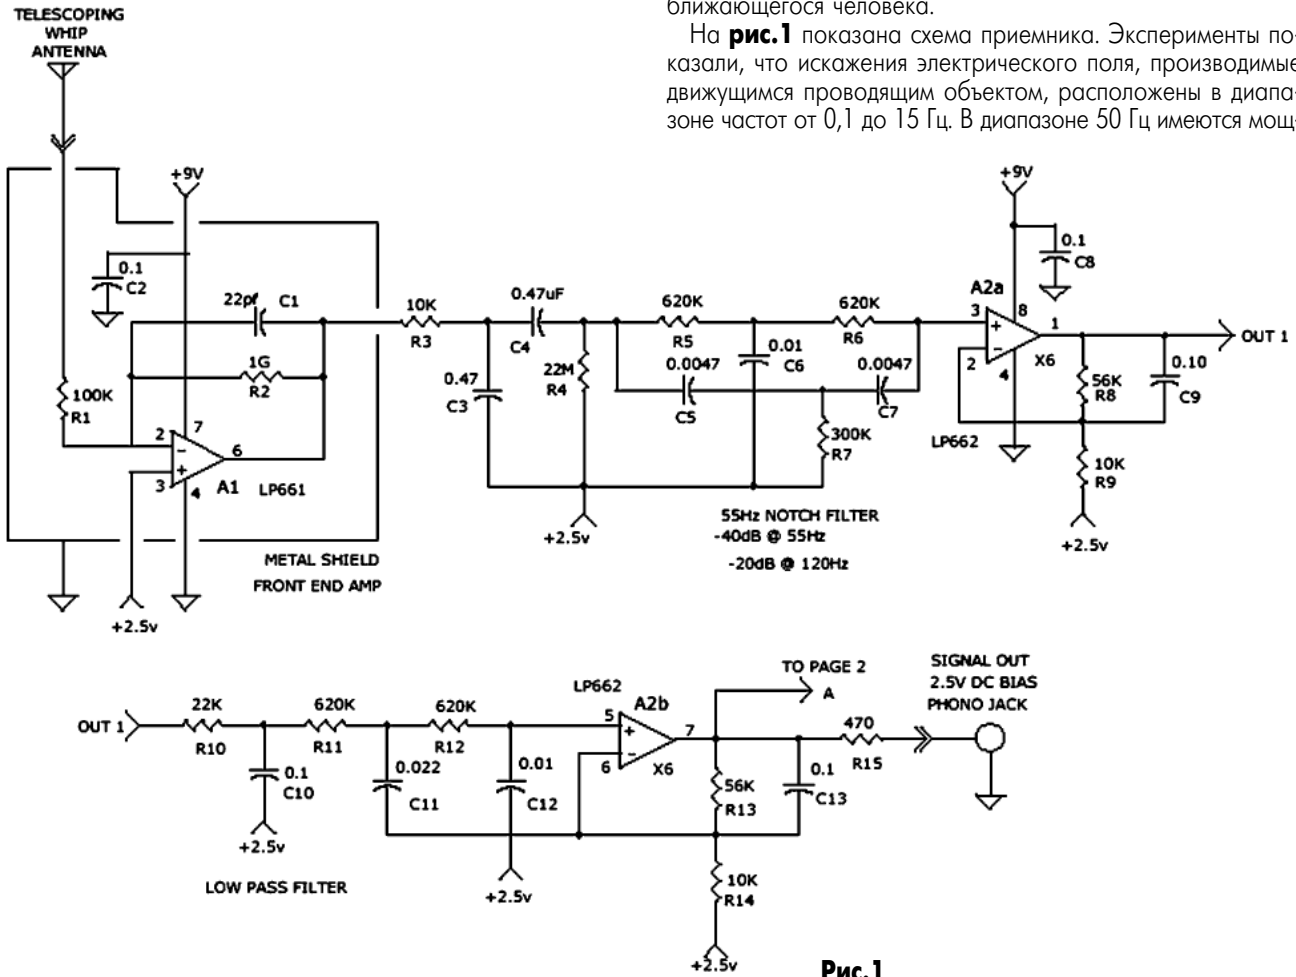 ближающегося человека.
На рис.1 показана схема приемника. Эксперименты по-
казали, что искажения электрического поля, производимые
движущимся проводящим объектом, расположены в диапа-
зоне частот от 0,1 до 15 Гц. В диапазоне 50 Гц имеются мощ-
TELESCOPING
WHIP
ANTENNA
+9V
0.1
C2
22pf C1
1G
R2
100K
R1
2
7
6
3
4
A1
LP661
METAL SHIELD
FRONT END AMP
+2.5v
10K
R3
0.47uF
C4
0.47
C3
22M
R4
+2.5v
620K
R5
0.0047
C5
0.01
C6
620K
R6
0.0047
C7
300K
R7
55Hz NOTCH FILTER
-40dB @ 55Hz
-20dB @ 120Hz
+9V
0.1
C8
A2a
3
8
1
2
4
X6
LP662
56K
R8
0.10
C9
10K
R9
+2.5v
OUT 1
OUT 1
22K
R10
0.1
C10
+2.5v
620K
R11
0.022
C11
620K
R12
0.01
C12
+2.5v
LOW PASS FILTER
LP662
A2b
5
7
6
X6
TO PAGE 2
A
56K
R13
0.1
C13
10K
R14
+2.5v
470
R15
SIGNAL OUT
2.5V DC BIAS
PHONO JACK
Рис.1